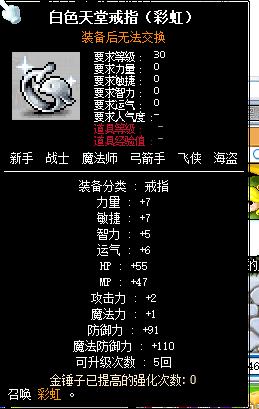 白色天堂戒指（彩虹）
装备后无法交换
要求等级：30
要求力量：0
要求敏捷：0
要求智力：0
要求运气：0
要求人气度：-
道具等级：-
道具经验值：-
新手 战士 魔法师 弓箭手 飞侠 海盗
装备分类：戒指
力量：+7
敏捷：+7
智力：+5
运气：+6
HP：+55
MP：+47
攻击力：+2
魔法力：+1
防御力：+91
魔法防御力：+110
可升级次数：5回
金锤子已提高的强化次数：0
召唤 彩虹 。